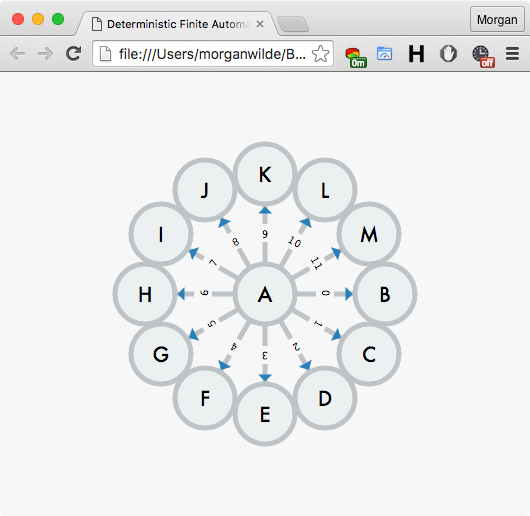 Deterministic Finite Automa
Morgan
file:///Users/morganwilde/B...
0m
H
off
K
J
L
I
9
M
8
10
7
11
H
6
A
0
B
5
1
G
4
2
C
3
F
D
E